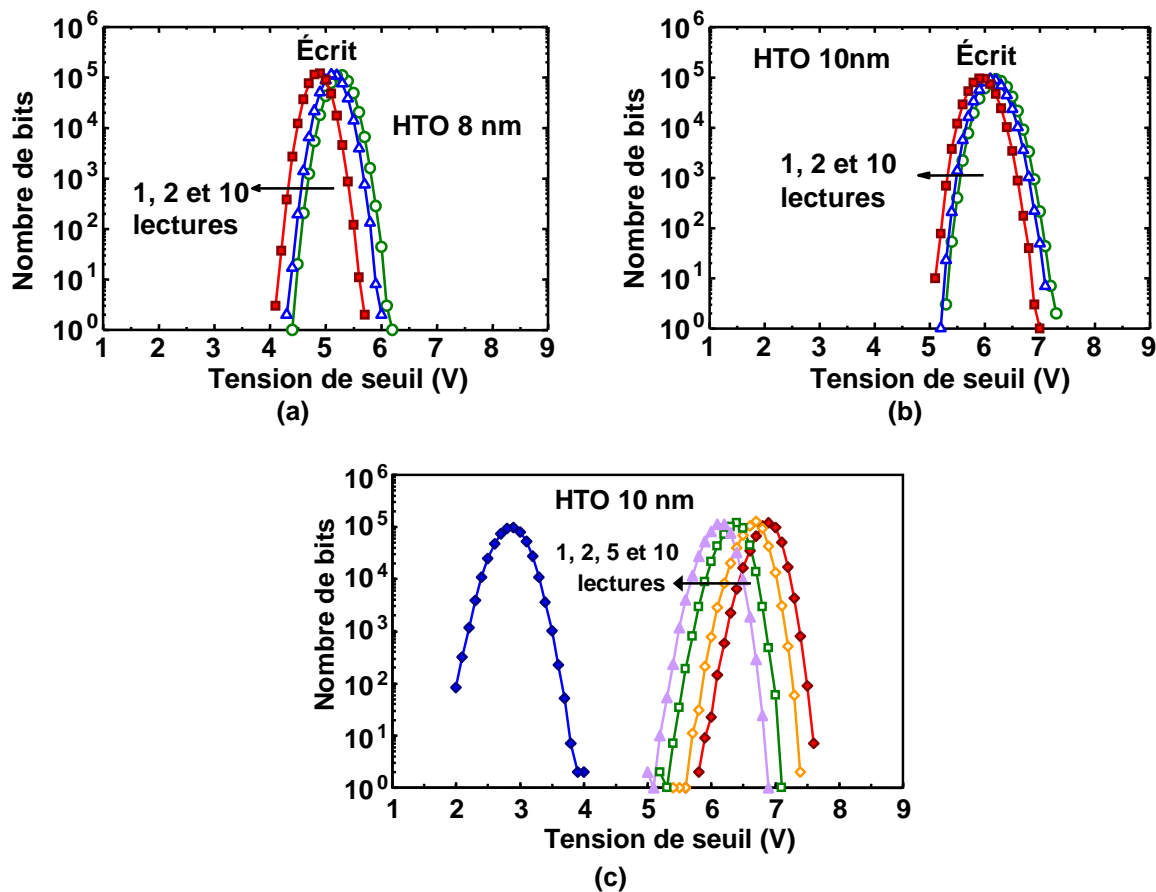 10^6
10^5
10^4
10^3
10^2
10^1
10^0
Nombre de bits
Écrit
HTO 8 nm
1, 2 et 10
lectures
1 2 3 4 5 6 7 8 9
Tension de seuil (V)
(a)
10^6
10^5
10^4
10^3
10^2
10^1
10^0
Nombre de bits
HTO 10nm
Écrit
1, 2 et 10
lectures
1 2 3 4 5 6 7 8 9
Tension de seuil (V)
(b)
10^6
10^5
10^4
10^3
10^2
10^1
10^0
Nombre de bits
HTO 10 nm
1, 2, 5 et 10
lectures
1 2 3 4 5 6 7 8 9
Tension de seuil (V)
(c)